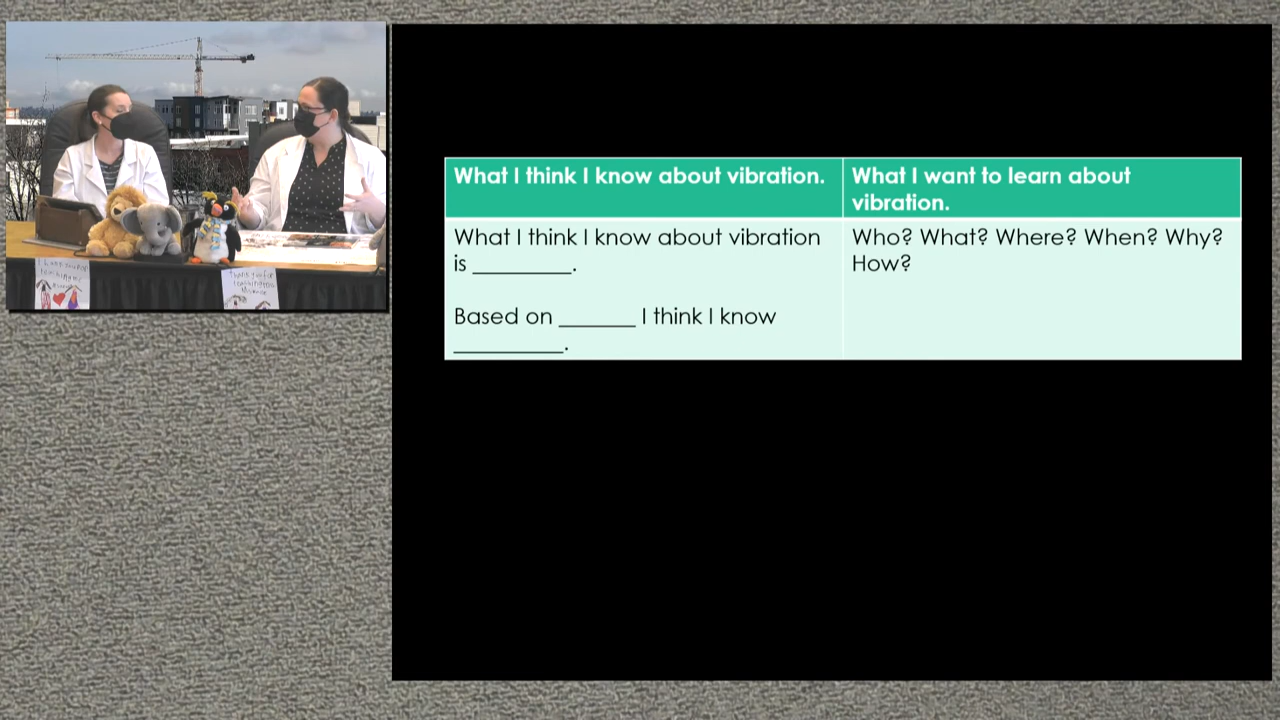 What I think I know about vibration.
What I want to learn about
vibration.
What I think I know about vibration
is _________.
Based on _______ I think I know
__________.
Who? What? Where? When? Why?
How?